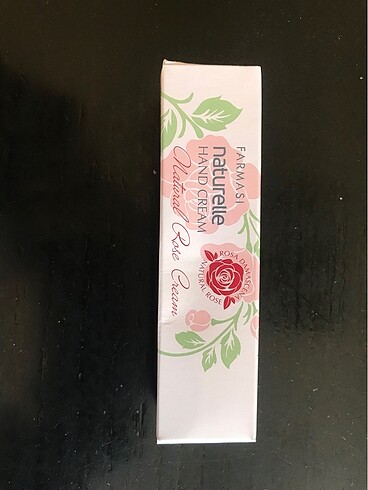 FARMASi
naturelle
HAND CREAM
Natural Rose Cream
ROSA DAMASCENA
NATURAL ROSE